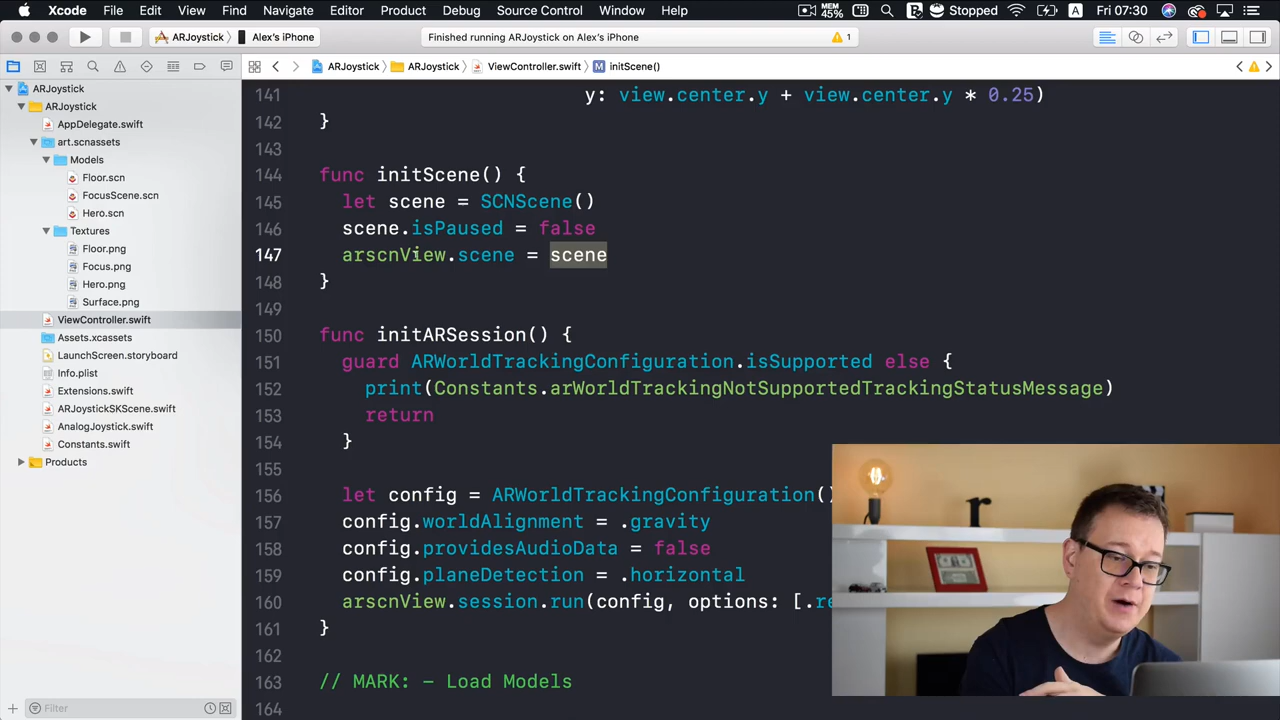 Xcode File Edit View Find Navigate Editor Product Debug Source Control Window Help MEM 45% Stopped A Fri 07:30
ARJoystick Alex's iPhone Finished running ARJoystick on Alex's iPhone 1
ARJoystick ARJoystick ViewController.swift M initScene()
ARJoystick
ARJoystick
AppDelegate.swift
art.scnassets
Models
Floor.scn
FocusScene.scn
Hero.scn
Textures
Floor.png
Focus.png
Hero.png
Surface.png
ViewController.swift
Assets.xcassets
LaunchScreen.storyboard
Info.plist
Extensions.swift
ARJoystickSKScene.swift
AnalogJoystick.swift
Constants.swift
Products
Filter
141 y: view.center.y + view.center.y * 0.25)
142 }
143
144 func initScene() {
145 let scene = SCNScene()
146 scene.isPaused = false
147 arscnView.scene = scene
148 }
149
150 func initARSession() {
151 guard ARWorldTrackingConfiguration.isSupported else {
152 print(Constants.arWorldTrackingNotSupportedTrackingStatusMessage)
153 return
154 }
155
156 let config = ARWorldTrackingConfiguration()
157 config.worldAlignment = .gravity
158 config.providesAudioData = false
159 config.planeDetection = .horizontal
160 arscnView.session.run(config, options: [.re
161 }
162
163 // MARK: - Load Models
164